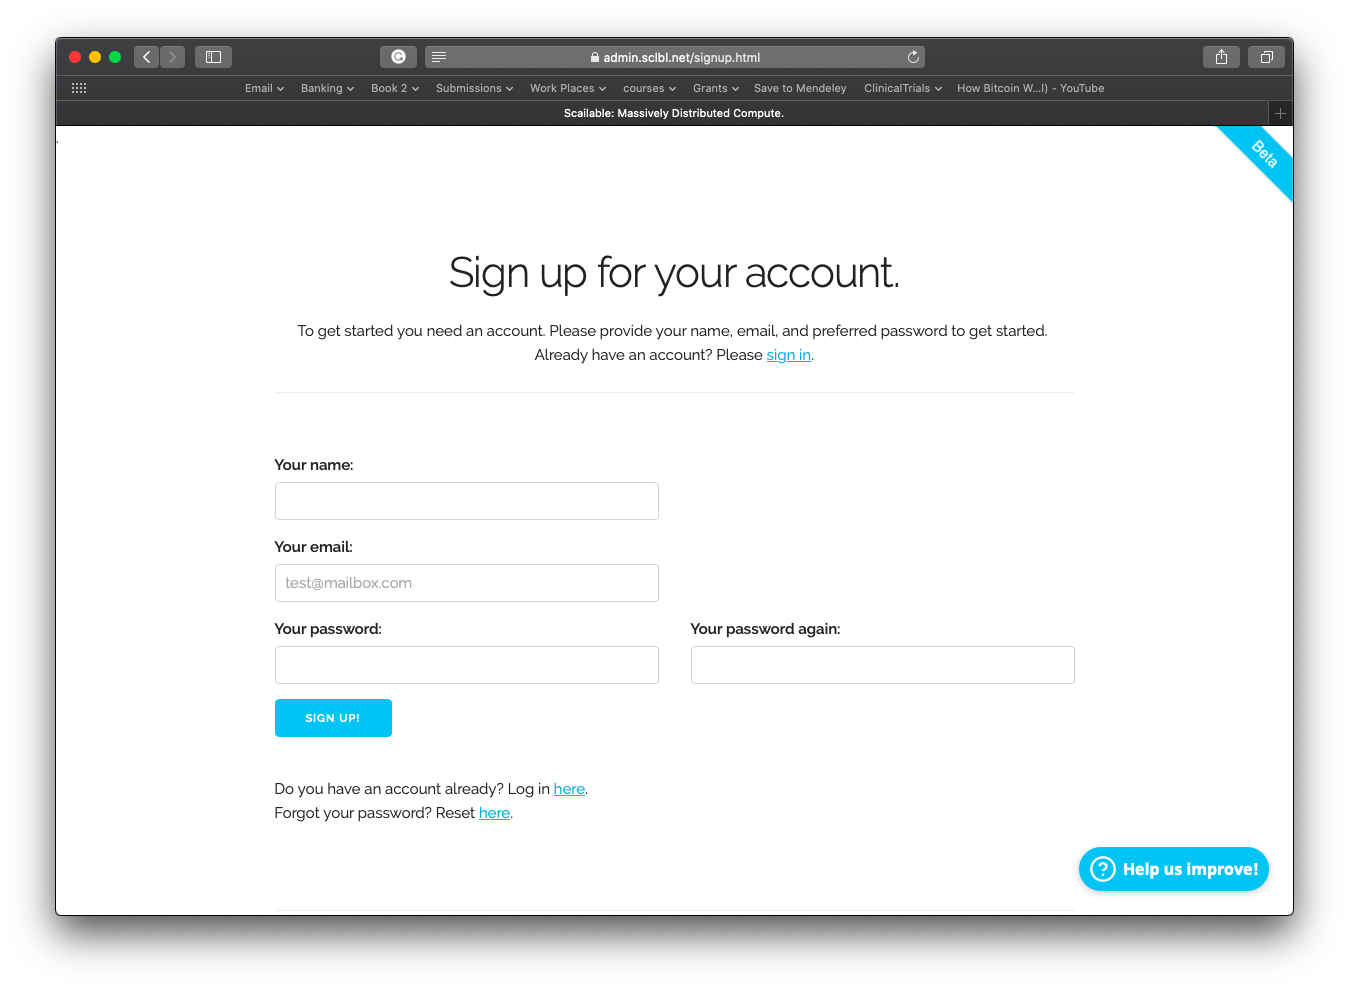 admin.sclbl.net/signup.html
Email Banking Book 2 Submissions Work Places courses Grants Save to Mendeley ClinicalTrials How Bitcoin W...l) - YouTube
Scailable: Massively Distributed Compute.
.
Beta
Sign up for your account.
To get started you need an account. Please provide your name, email, and preferred password to get started.
Already have an account? Please sign in.
Your name:
Your email:
test@mailbox.com
Your password: Your password again:
SIGN UP!
Do you have an account already? Log in here.
Forgot your password? Reset here.
Help us improve!